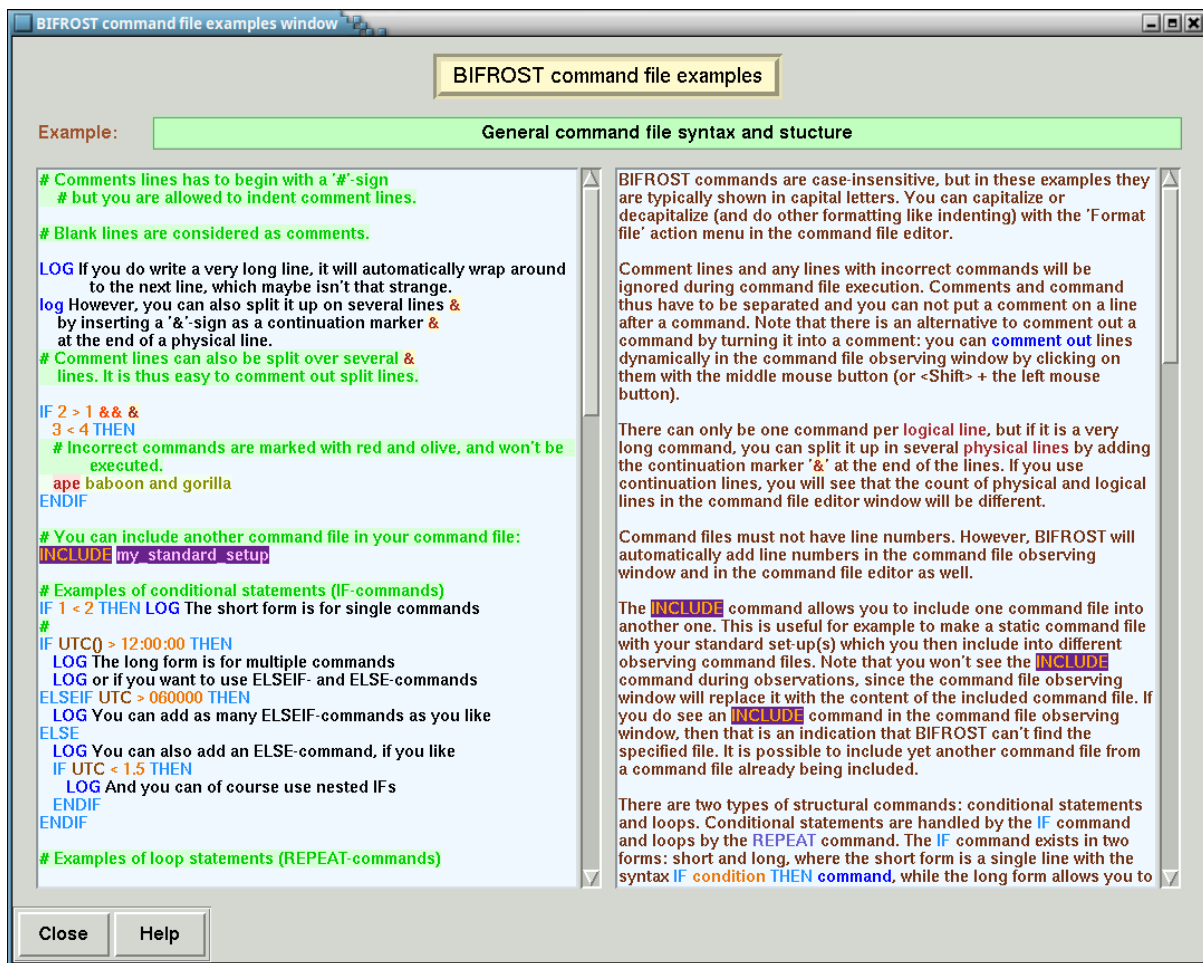 BIFROST command file examples window
BIFROST command file examples
Example:
General command file syntax and stucture
# Comments lines has to begin with a '#'-sign
# but you are allowed to indent comment lines.
# Blank lines are considered as comments.
LOG If you do write a very long line, it will automatically wrap around
to the next line, which maybe isn't that strange.
log However, you can also split it up on several lines &
by inserting a '&'-sign as a continuation marker &
at the end of a physical line.
# Comment lines can also be split over several &
lines. It is thus easy to comment out split lines.
IF 2 > 1 && &
3 < 4 THEN
# Incorrect commands are marked with red and olive, and won't be
executed.
ape baboon and gorilla
ENDIF
# You can include another command file in your command file:
INCLUDE my_standard_setup
# Examples of conditional statements (IF-commands)
IF 1 < 2 THEN LOG The short form is for single commands
#
IF UTC() > 12:00:00 THEN
LOG The long form is for multiple commands
LOG or if you want to use ELSEIF- and ELSE-commands
ELSEIF UTC > 060000 THEN
LOG You can add as many ELSEIF-commands as you like
ELSE
LOG You can also add an ELSE-command, if you like
IF UTC < 1.5 THEN
LOG And you can of course use nested IFs
ENDIF
ENDIF
# Examples of loop statements (REPEAT-commands)
BIFROST commands are case-insensitive, but in these examples they
are typically shown in capital letters. You can capitalize or
decapitalize (and do other formatting like indenting) with the 'Format
file' action menu in the command file editor.
Comment lines and any lines with incorrect commands will be
ignored during command file execution. Comments and command
thus have to be separated and you can not put a comment on a line
after a command. Note that there is an alternative to comment out a
command by turning it into a comment: you can comment out lines
dynamically in the command file observing window by clicking on
them with the middle mouse button (or <Shift> + the left mouse
button).
There can only be one command per logical line, but if it is a very
long command, you can split it up in several physical lines by adding
the continuation marker '&' at the end of the lines. If you use
continuation lines, you will see that the count of physical and logical
lines in the command file editor window will be different.
Command files must not have line numbers. However, BIFROST will
automatically add line numbers in the command file observing
window and in the command file editor as well.
The INCLUDE command allows you to include one command file into
another one. This is useful for example to make a static command file
with your standard set-up(s) which you then include into different
observing command files. Note that you won't see the INCLUDE
command during observations, since the command file observing
window will replace it with the content of the included command file. If
you do see an INCLUDE command in the command file observing
window, then that is an indication that BIFROST can't find the
specified file. It is possible to include yet another command file from
a command file already being included.
There are two types of structural commands: conditional statements
and loops. Conditional statements are handled by the IF command
and loops by the REPEAT command. The IF command exists in two
forms: short and long, where the short form is a single line with the
syntax IF condition THEN command, while the long form allows you to
Close
Help